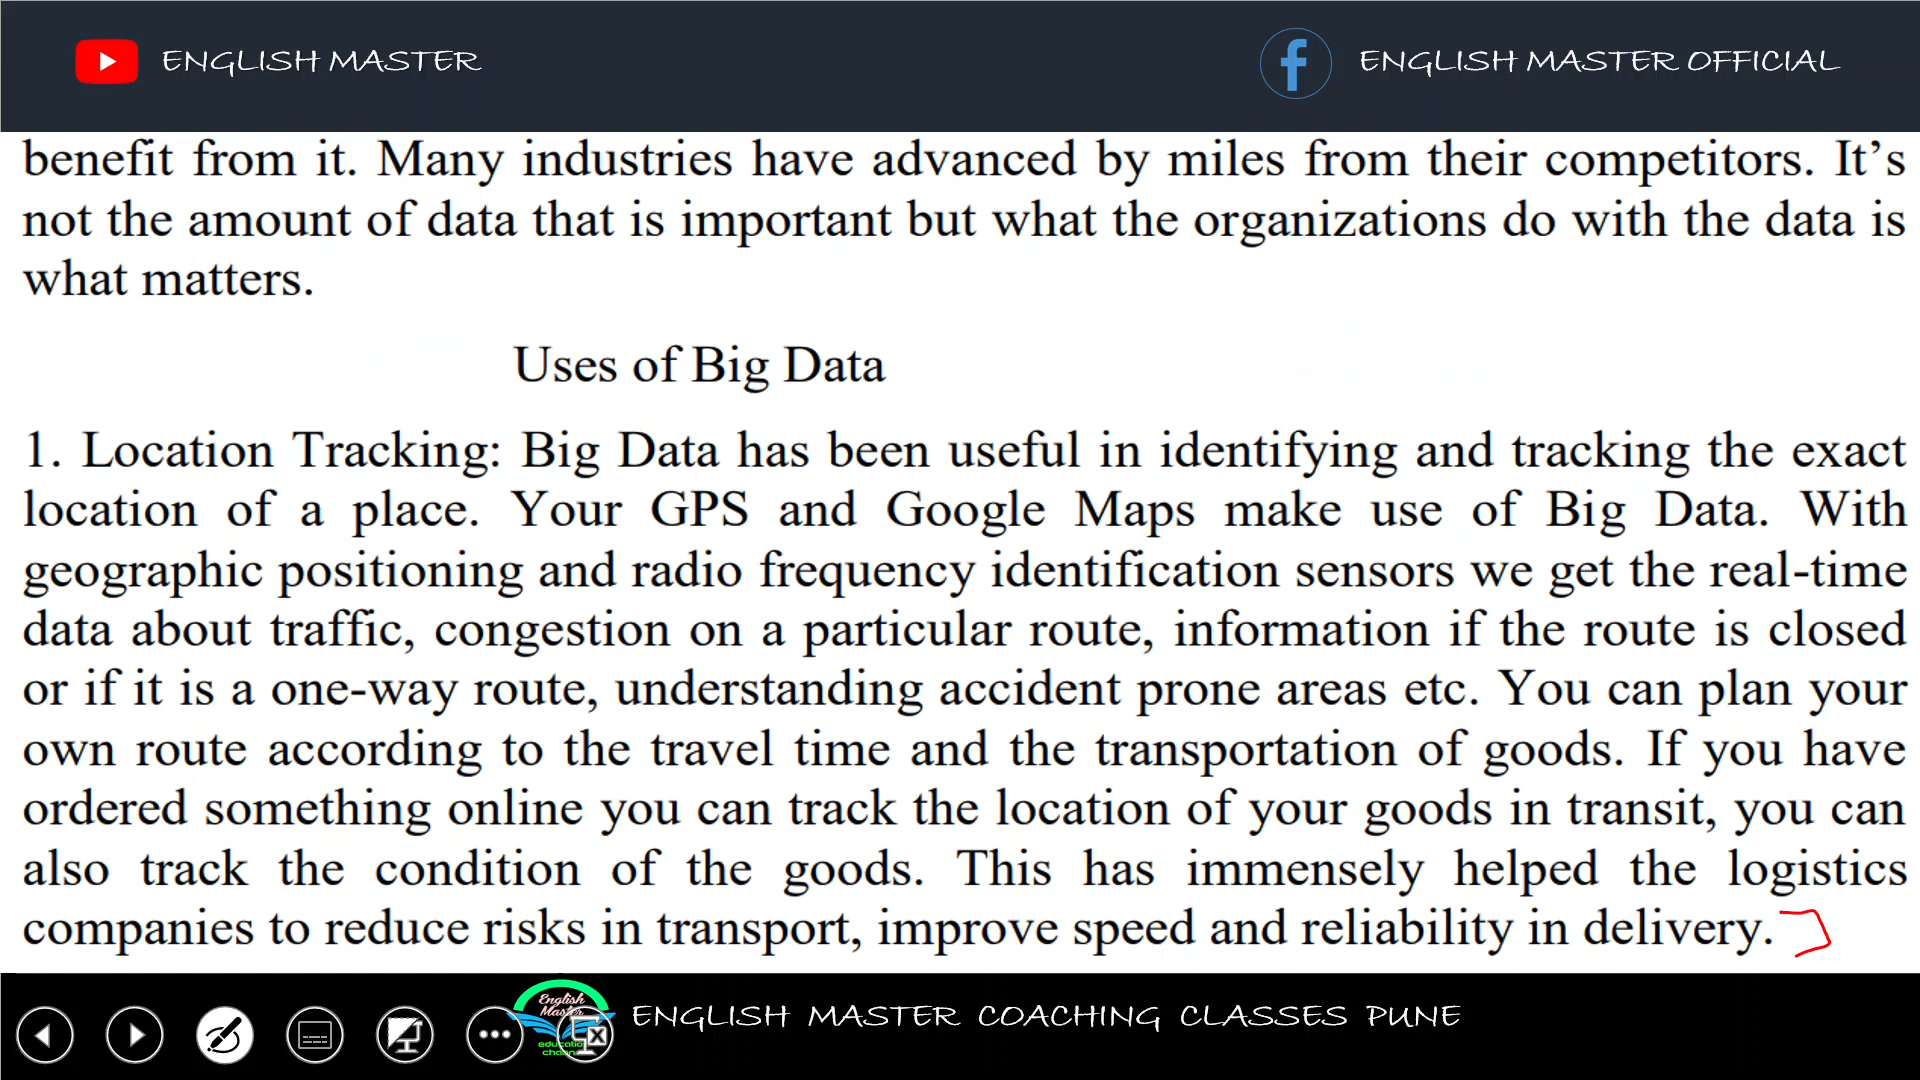 ENGLISH MASTER
ENGLISH MASTER OFFICIAL
benefit from it. Many industries have advanced by miles from their competitors. It’s
not the amount of data that is important but what the organizations do with the data is
what matters.
Uses of Big Data
1. Location Tracking: Big Data has been useful in identifying and tracking the exact
location of a place. Your GPS and Google Maps make use of Big Data. With
geographic positioning and radio frequency identification sensors we get the real-time
data about traffic, congestion on a particular route, information if the route is closed
or if it is a one-way route, understanding accident prone areas etc. You can plan your
own route according to the travel time and the transportation of goods. If you have
ordered something online you can track the location of your goods in transit, you can
also track the condition of the goods. This has immensely helped the logistics
companies to reduce risks in transport, improve speed and reliability in delivery.
English
Master
ENGLISH MASTER COACHING CLASSES PUNE